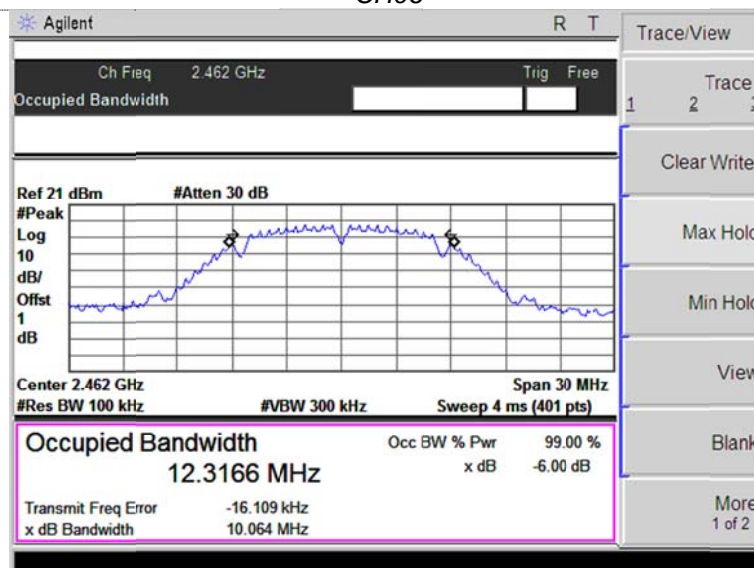 Agilent R T Trace/View
Ch Freq 2.462 GHz Trig Free
Occupied Bandwidth
Trace
1 2
Clear Write
Max Hold
Min Hold
View
Blank
More
1 of 2
Ref 21 dBm #Atten 30 dB
#Peak
Log
10
dB/
Offst
1
dB
Center 2.462 GHz Span 30 MHz
#Res BW 100 kHz #VBW 300 kHz Sweep 4 ms (401 pts)
Occupied Bandwidth Occ BW % Pwr 99.00 %
12.3166 MHz x dB -6.00 dB
Transmit Freq Error -16.109 kHz
x dB Bandwidth 10.064 MHz